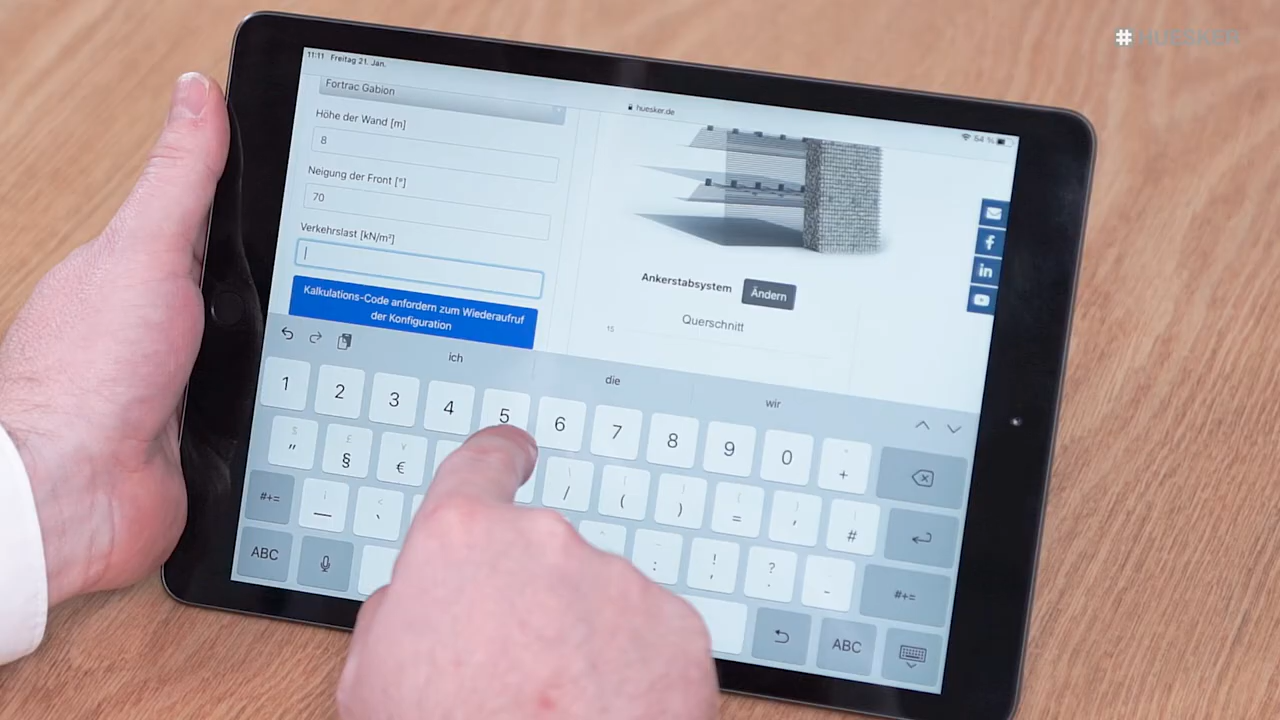 # HUESKER
11:11 Freitag 21. Jan.
54 %
huesker.de
Fortrac Gabion
Höhe der Wand [m]
8
Neigung der Front [°]
70
Verkehrslast [kN/m²]
Kalkulations-Code anfordern zum Wiederaufruf
der Konfiguration
Ankerstabsystem Ändern
Querschnitt
15
ich die wir
1 2 3 4 5 6 7 8 9 0 +
$ £ ¥
" § € / ( ) = ' #
#+= _ ` : ! , ? . - #+=
ABC ABC